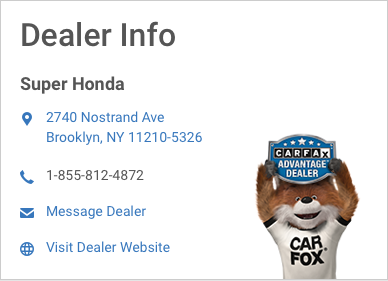 Dealer Info
Super Honda
2740 Nostrand Ave
Brooklyn, NY 11210-5326
1-855-812-4872
Message Dealer
Visit Dealer Website
CARFAX
ADVANTAGE
DEALER
CAR
FOX